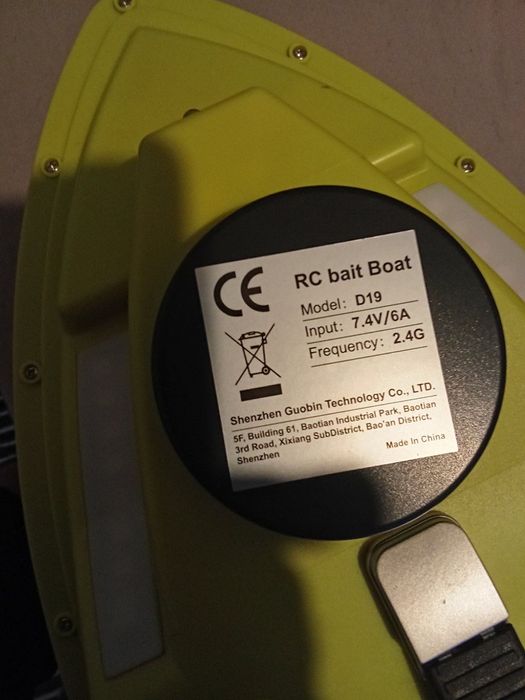 CE
RC bait Boat
Model: D19
Input: 7.4V/6A
Frequency: 2.4G
Shenzhen Guobin Technology Co., LTD.
5F, Building 61, Baotian Industrial Park, Baotian
3rd Road, Xixiang SubDistrict, Bao'an District,
Shenzhen
Made In China